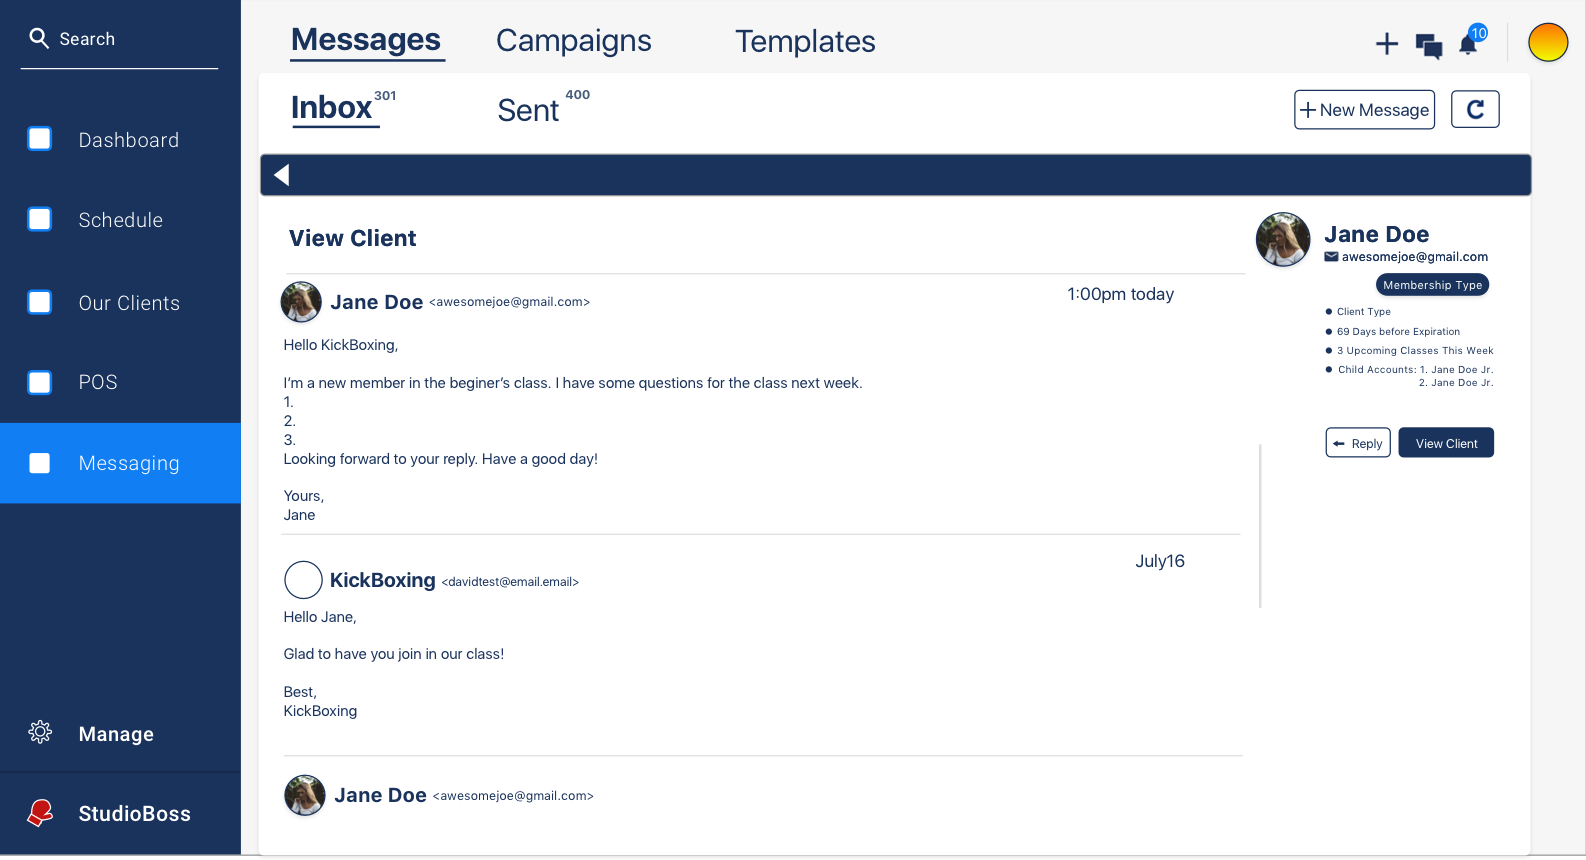 Search
Dashboard
Schedule
Our Clients
POS
Messaging
Manage
StudioBoss
Messages
Campaigns
Templates
10
Inbox 301
Sent 400
+ New Message
View Client
Jane Doe <awesomejoe@gmail.com>
1:00pm today
Hello KickBoxing,
I'm a new member in the beginer's class. I have some questions for the class next week.
1.
2.
3.
Looking forward to your reply. Have a good day!
Yours,
Jane
KickBoxing <davidtest@email.email>
July16
Hello Jane,
Glad to have you join in our class!
Best,
KickBoxing
Jane Doe <awesomejoe@gmail.com>
Jane Doe
awesomejoe@gmail.com
Membership Type
Client Type
69 Days before Expiration
3 Upcoming Classes This Week
Child Accounts: 1. Jane Doe Jr.
2. Jane Doe Jr.
Reply
View Client